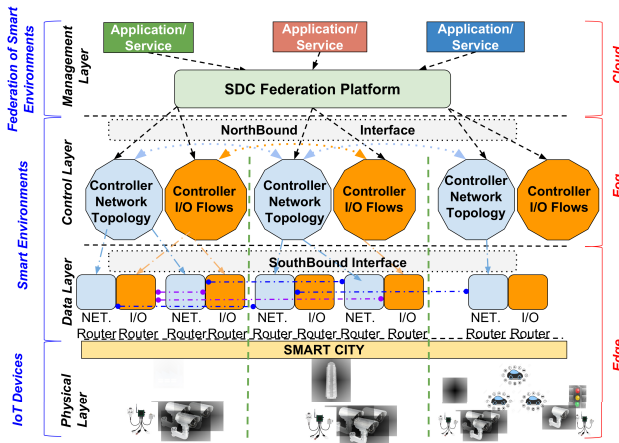 Application/
Service
Application/
Service
Application/
Service
SDC Federation Platform
NorthBound Interface
Controller
Network
Topology
Controller
I/O Flows
Controller
Network
Topology
Controller
I/O Flows
Controller
Network
Topology
Controller
I/O Flows
SouthBound Interface
NET. I/O NET. I/O NET. I/O NET. I/O NET. I/O
Router Router Router Router Router Router Router Router Router Router
SMART CITY
Federation of Smart
Environments
Smart Environments
IoT Devices
Management
Layer
Control Layer
Data Layer
Physical
Layer
Cloud
Fog
Edge